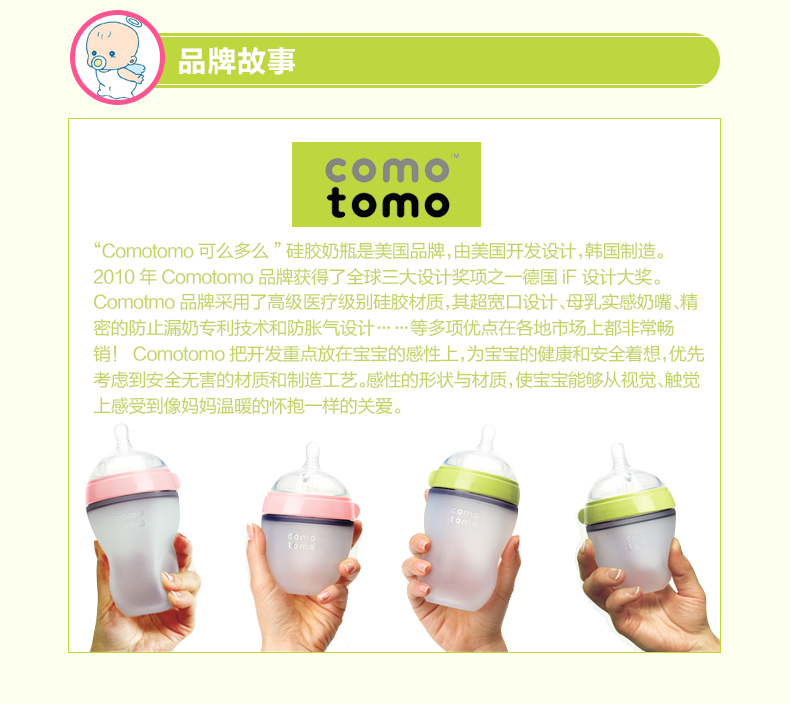 品牌故事
como™
tomo
“Comotomo 可么多么 ” 硅胶奶瓶是美国品牌,由美国开发设计,韩国制造。
2010 年 Comotomo 品牌获得了全球三大设计奖项之一德国 iF 设计大奖。
Comotmo 品牌采用了高级医疗级别硅胶材质,其超宽口设计、母乳实感奶嘴、精
密的防止漏奶专利技术和防胀气设计……等多项优点在各地市场上都非常畅
销! Comotomo 把开发重点放在宝宝的感性上,为宝宝的健康和安全着想,优先
考虑到安全无害的材质和制造工艺。感性的形状与材质,使宝宝能够从视觉、触觉
上感受到像妈妈温暖的怀抱一样的关爱。
como
tomo
como
tomo
como
tomo